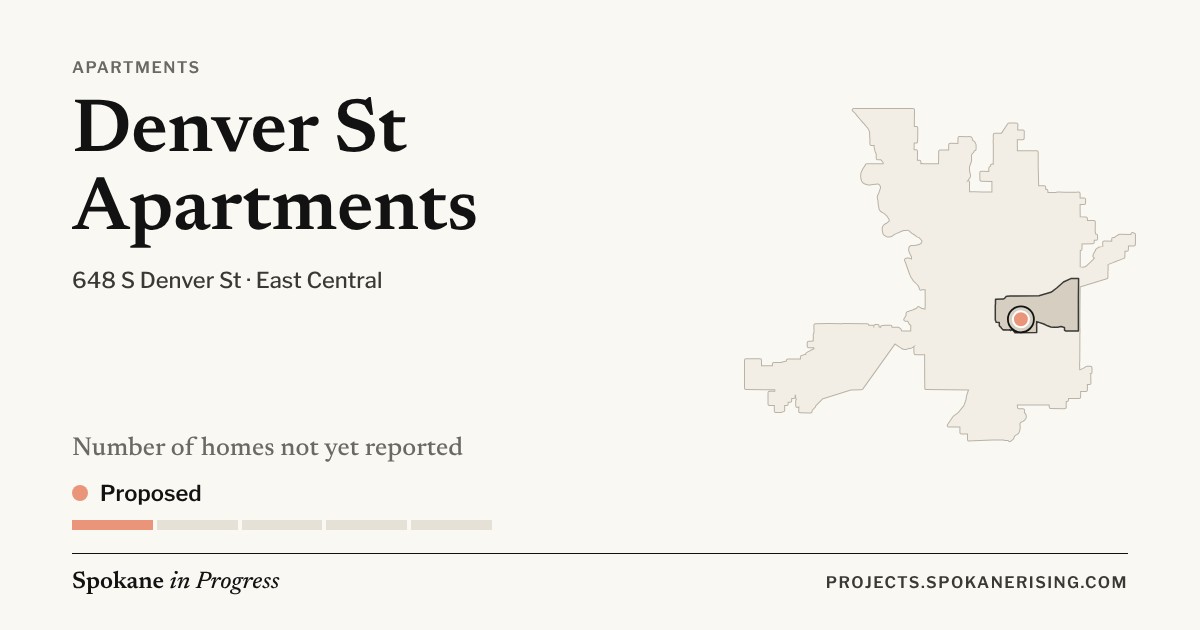 APARTMENTS
Denver St
Apartments
648 S Denver St · East Central
Number of homes not yet reported
Proposed
Spokane in Progress
PROJECTS.SPOKANERISING.COM